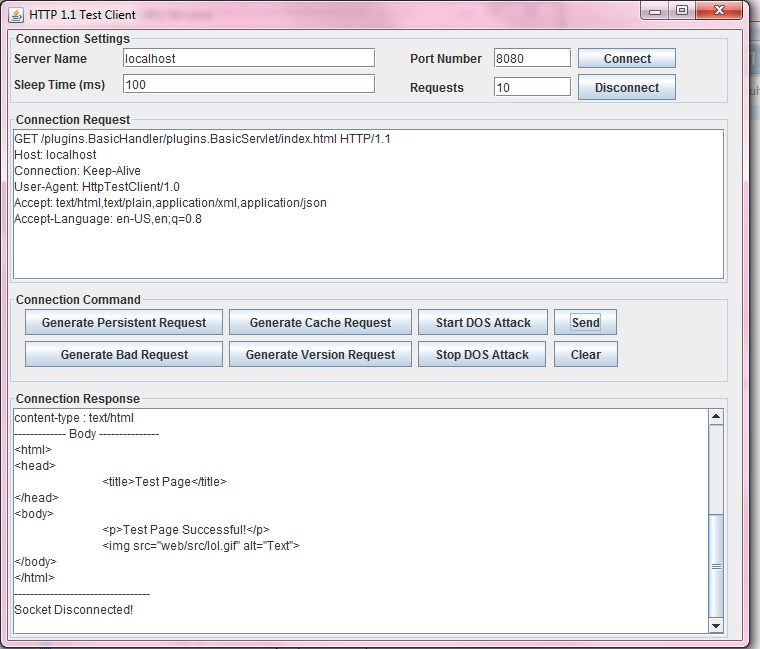 HTTP 1.1 Test Client
Connection Settings
Server Name localhost Port Number 8080 Connect
Sleep Time (ms) 100 Requests 10 Disconnect
Connection Request
GET /plugins.BasicHandler/plugins.BasicServlet/index.html HTTP/1.1
Host: localhost
Connection: Keep-Alive
User-Agent: HttpTestClient/1.0
Accept: text/html,text/plain,application/xml,application/json
Accept-Language: en-US,en;q=0.8
Connection Command
Generate Persistent Request Generate Cache Request Start DOS Attack Send
Generate Bad Request Generate Version Request Stop DOS Attack Clear
Connection Response
content-type : text/html
------------- Body ---------------
<html>
<head>
<title>Test Page</title>
</head>
<body>
<p>Test Page Successful!</p>
<img src="web/src/lol.gif" alt="Text">
</body>
</html>
----------------------------------
Socket Disconnected!